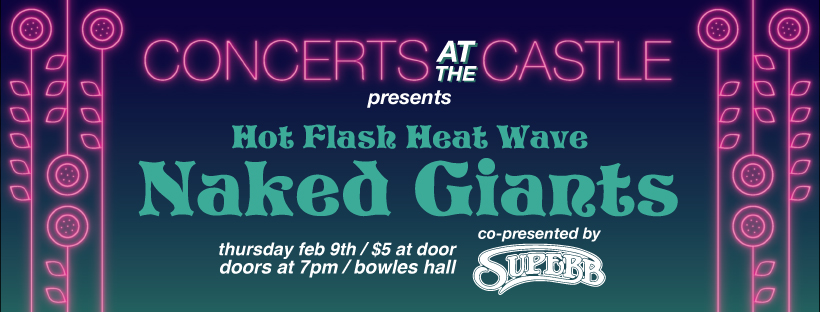 CONCERTS AT THE CASTLE
presents
Hot Flash Heat Wave
Naked Giants
thursday feb 9th / $5 at door
doors at 7pm / bowles hall
co-presented by
SUPERB